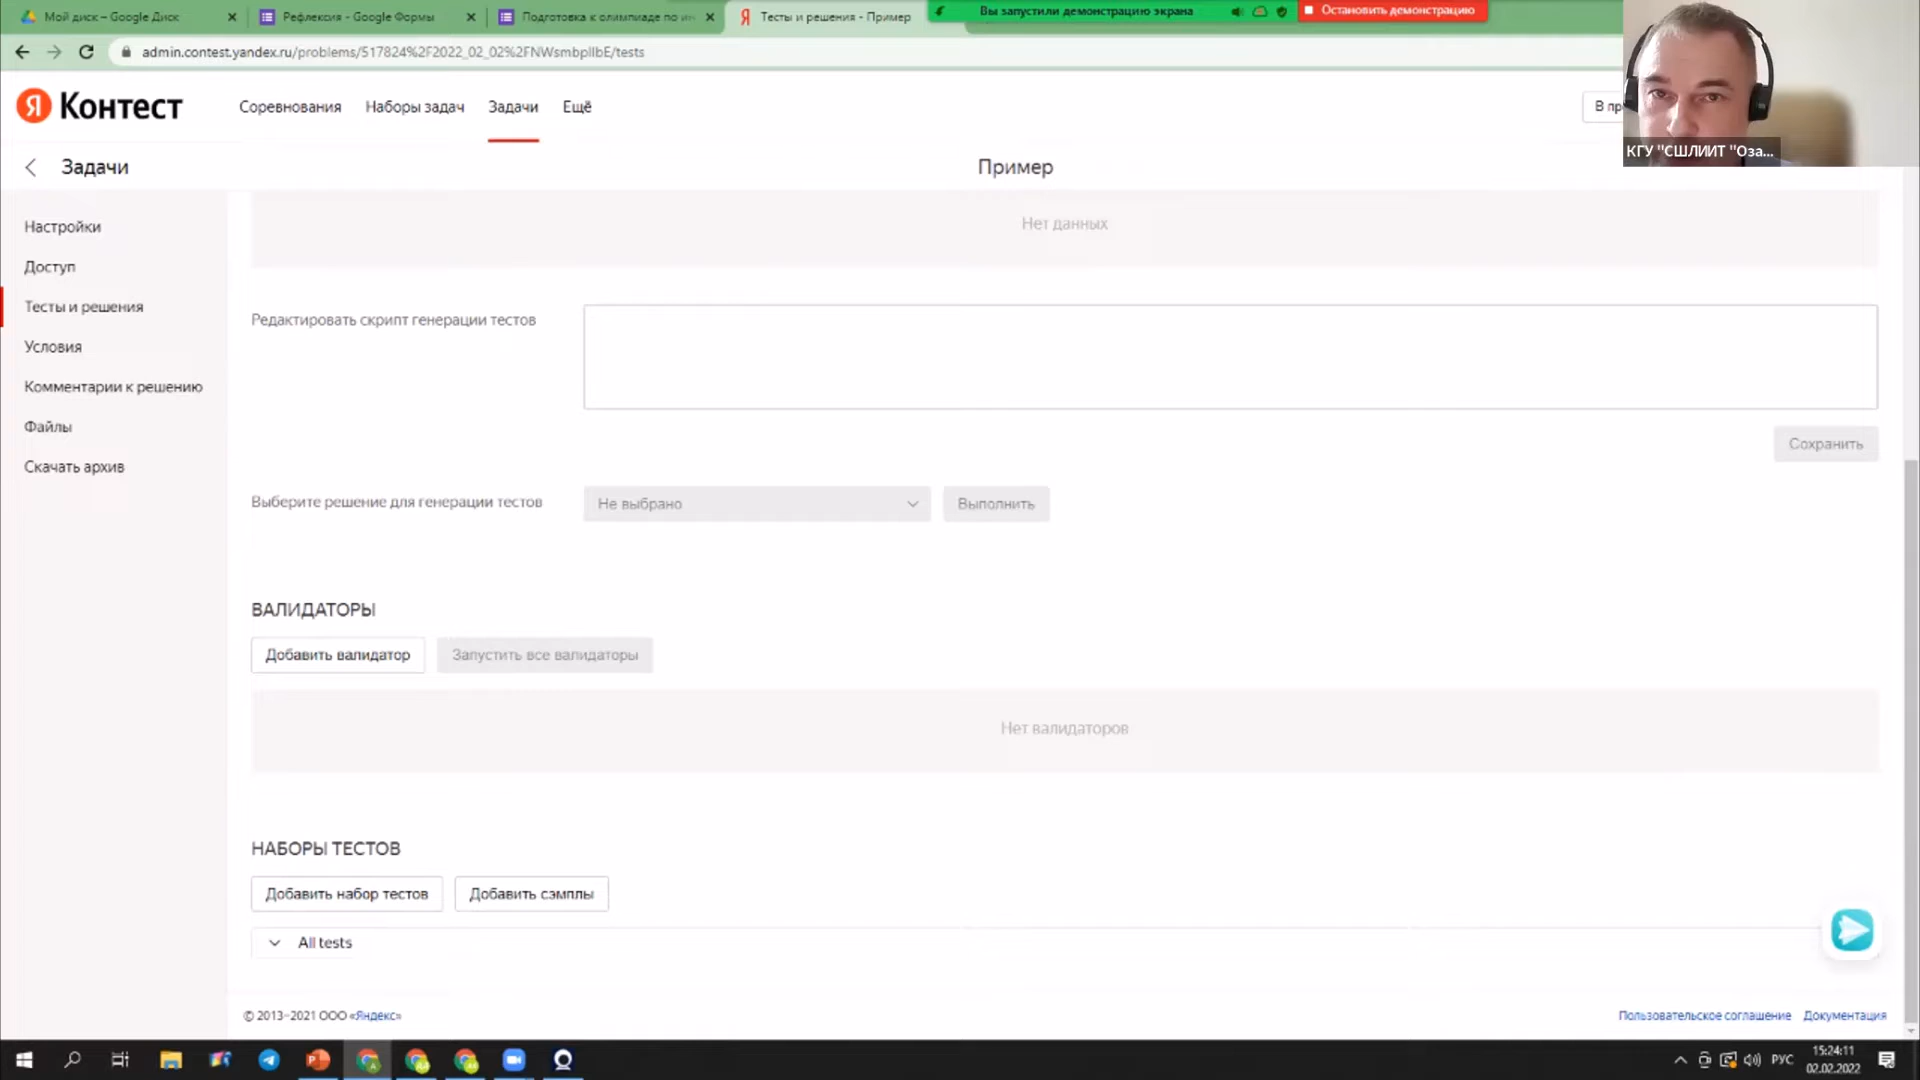 Мой диск – Google Диск
Рефлексия - Google Формы
Подготовка к олимпиаде по ин
Тесты и решения - Пример
Вы запустили демонстрацию экрана
Остановить демонстрацию
admin.contest.yandex.ru/problems/517824%2F2022_02_02%2FNWsmbpllbE/tests
Я Контест
Соревнования
Наборы задач
Задачи
Ещё
В пр
КГУ "СШЛИИТ "Оза...
Задачи
Пример
Настройки
Доступ
Тесты и решения
Условия
Комментарии к решению
Файлы
Скачать архив
Нет данных
Редактировать скрипт генерации тестов
Сохранить
Выберите решение для генерации тестов
Не выбрано
Выполнить
ВАЛИДАТОРЫ
Добавить валидатор
Запустить все валидаторы
Нет валидаторов
НАБОРЫ ТЕСТОВ
Добавить набор тестов
Добавить сэмплы
All tests
© 2013–2021 ООО «Яндекс»
Пользовательское соглашение
Документация
РУС
15:24:11
02.02.2022